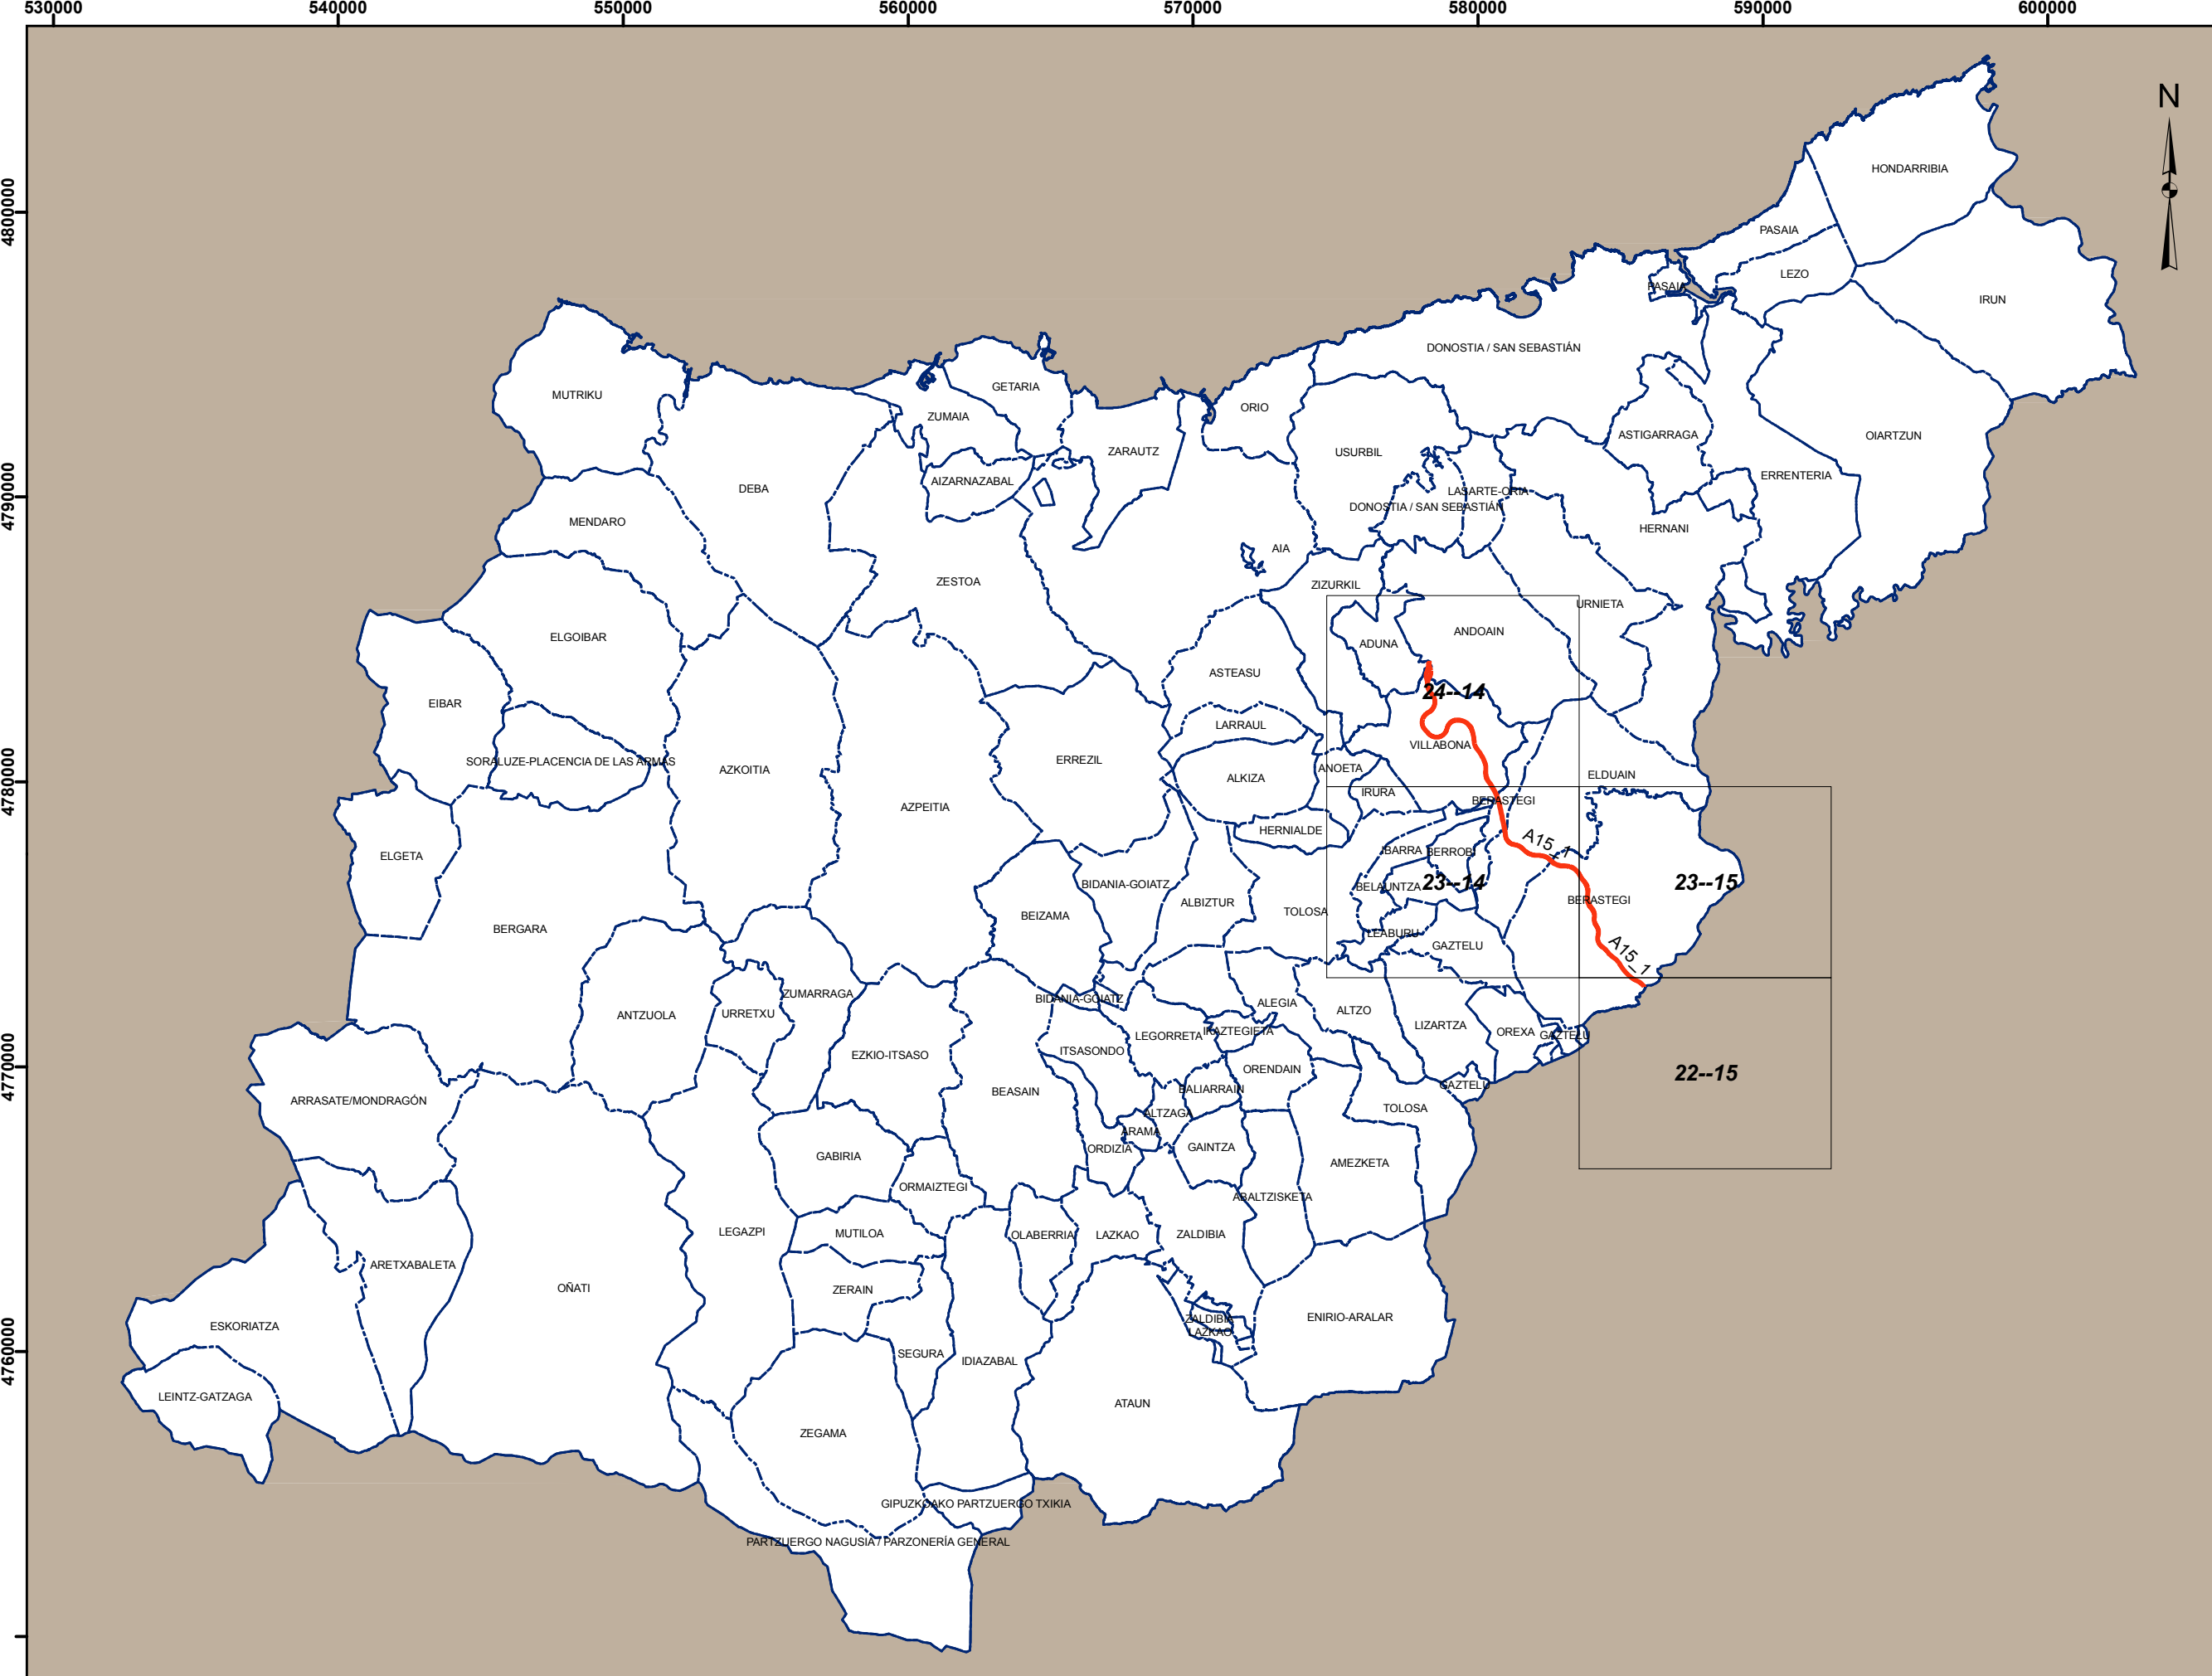 530000
540000
550000
560000
570000
580000
590000
600000
N
4800000
4790000
4780000
4770000
4760000
HONDARRIBIA
PASAIA
LEZO
PASAIA
IRUN
DONOSTIA / SAN SEBASTIÁN
MUTRIKU
GETARIA
ZUMAIA
ORIO
ASTIGARRAGA
OIARTZUN
ZARAUTZ
USURBIL
ERRENTERIA
AIZARNAZABAL
DEBA
LASARTE-ORIA
DONOSTIA / SAN SEBASTIÁN
MENDARO
HERNANI
AIA
ZESTOA
ZIZURKIL
URNIETA
ELGOIBAR
ANDOAIN
ADUNA
ASTEASU
24--14
EIBAR
LARRAUL
VILLABONA
SORALUZE-PLACENCIA DE LAS ARMAS
ERREZIL
AZKOITIA
ANOETA
ELDUAIN
ALKIZA
IRURA
BERASTEGI
AZPEITIA
HERNIALDE
A15_1
ELGETA
IBARRA
BERROBI
BIDANIA-GOIATZ
BELAUNTZA
23--14
23--15
BERASTEGI
ALBIZTUR
TOLOSA
BEIZAMA
BERGARA
LEABURU
GAZTELU
A15_1
ZUMARRAGA
BIDANIA-GOIATZ
ALEGIA
ALTZO
ANTZUOLA
URRETXU
LIZARTZA
OREXA
GAZTELU
LEGORRETA
IKAZTEGIETA
ITSASONDO
EZKIO-ITSASO
ORENDAIN
22--15
BEASAIN
BALIARRAIN
GAZTELU
ARRASATE/MONDRAGÓN
TOLOSA
ALTZAGA
ARAMA
ORDIZIA
GAINTZA
GABIRIA
AMEZKETA
ORMAIZTEGI
ABALTZISKETA
LEGAZPI
MUTILOA
OLABERRIA
LAZKAO
ZALDIBIA
ARETXABALETA
OÑATI
ZERAIN
ENIRIO-ARALAR
ZALDIBIA
LAZKAO
ESKORIATZA
SEGURA
IDIAZABAL
LEINTZ-GATZAGA
ATAUN
ZEGAMA
GIPUZKOAKO PARTZUERGO TXIKIA
PARTZUERGO NAGUSIA / PARZONERÍA GENERAL